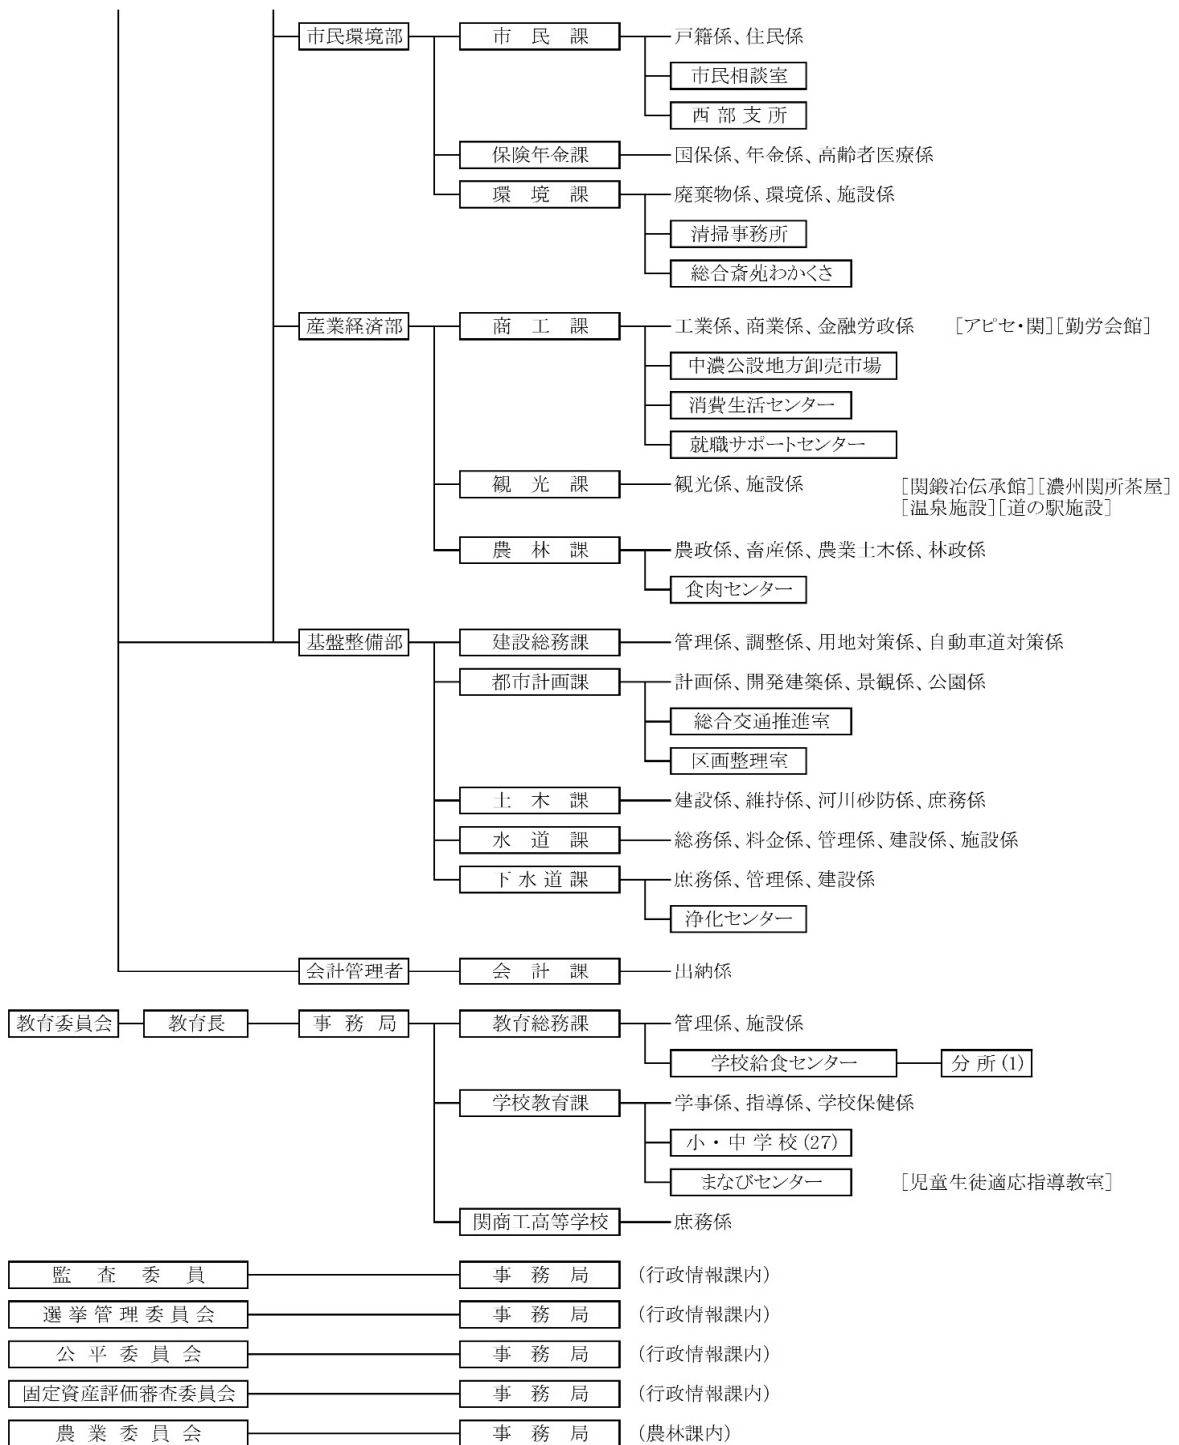 市民環境部 市民課 戸籍係、住民係
市民相談室
西部支所
保険年金課 国保係、年金係、高齢者医療係
環境課 廃棄物係、環境係、施設係
清掃事務所
総合斎苑わかくさ
産業経済部 商工課 工業係、商業係、金融労政係 [アピセ・関][勤労会館]
中濃公設地方卸売市場
消費生活センター
就職サポートセンター
観光課 観光係、施設係 [関鍛冶伝承館][濃州関所茶屋]
[温泉施設][道の駅施設]
農林課 農政係、畜産係、農業土木係、林政係
食肉センター
基盤整備部 建設総務課 管理係、調整係、用地対策係、自動車道対策係
都市計画課 計画係、開発建築係、景観係、公園係
総合交通推進室
区画整理室
土木課 建設係、維持係、河川砂防係、庶務係
水道課 総務係、料金係、管理係、建設係、施設係
下水道課 庶務係、管理係、建設係
浄化センター
会計管理者 会計課 出納係
教育委員会 教育長 事務局 教育総務課 管理係、施設係
学校給食センター 分所(1)
学校教育課 学事係、指導係、学校保健係
小・中学校(27)
まなびセンター [児童生徒適応指導教室]
関商工高等学校 庶務係
監査委員 事務局 (行政情報課内)
選挙管理委員会 事務局 (行政情報課内)
公平委員会 事務局 (行政情報課内)
固定資産評価審査委員会 事務局 (行政情報課内)
農業委員会 事務局 (農林課内)